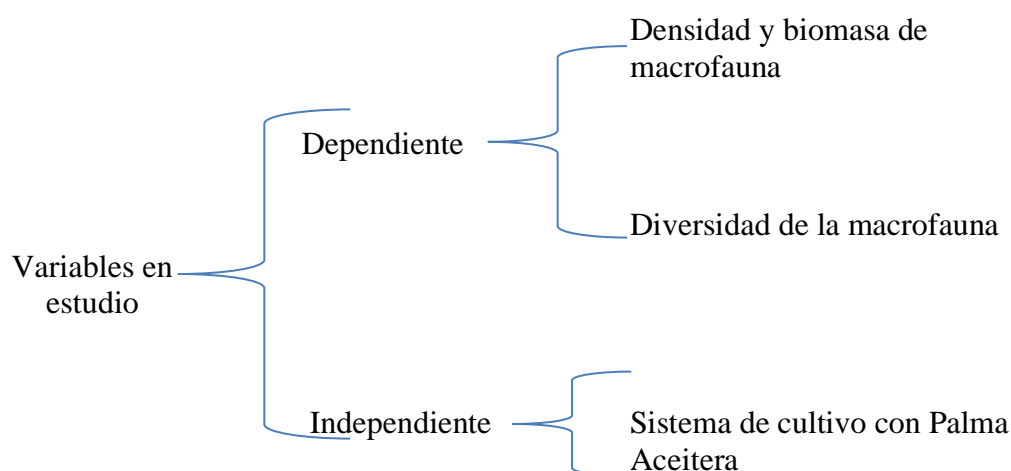 Densidad y biomasa de
macrofauna
Dependiente
Diversidad de la macrofauna
Variables en
estudio
Independiente
Sistema de cultivo con Palma
Aceitera